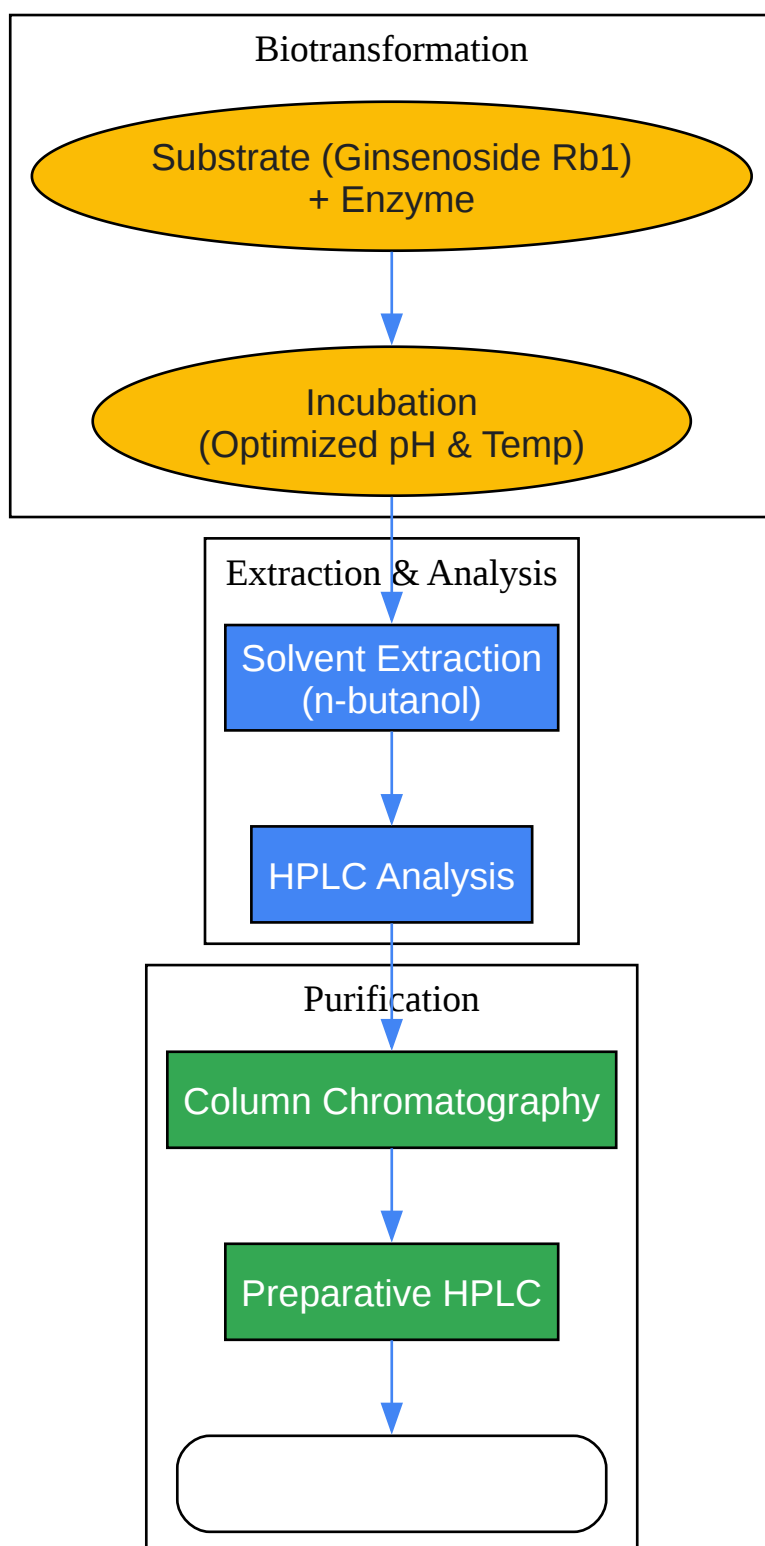 Biotransformation
Substrate (Ginsenoside Rb1)
+ Enzyme
Incubation
(Optimized pH & Temp)
Extraction & Analysis
Solvent Extraction
(n-butanol)
HPLC Analysis
Purification
Column Chromatography
Preparative HPLC